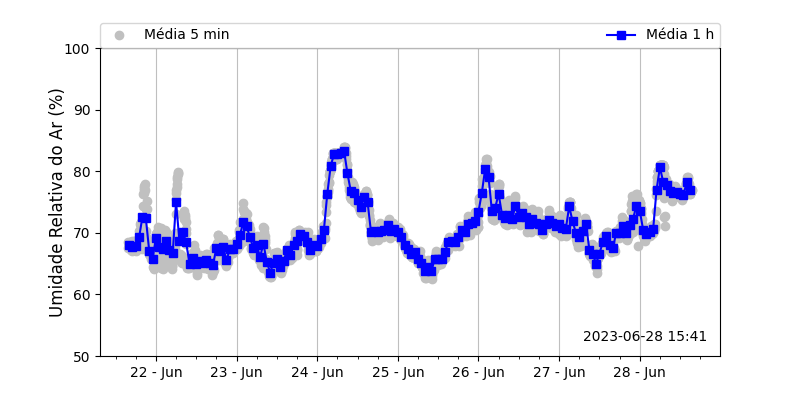 Média 5 min
Média 1 h
Umidade Relativa do Ar (%)
100
90
80
70
60
50
2023-06-28 15:41
22 - Jun
23 - Jun
24 - Jun
25 - Jun
26 - Jun
27 - Jun
28 - Jun